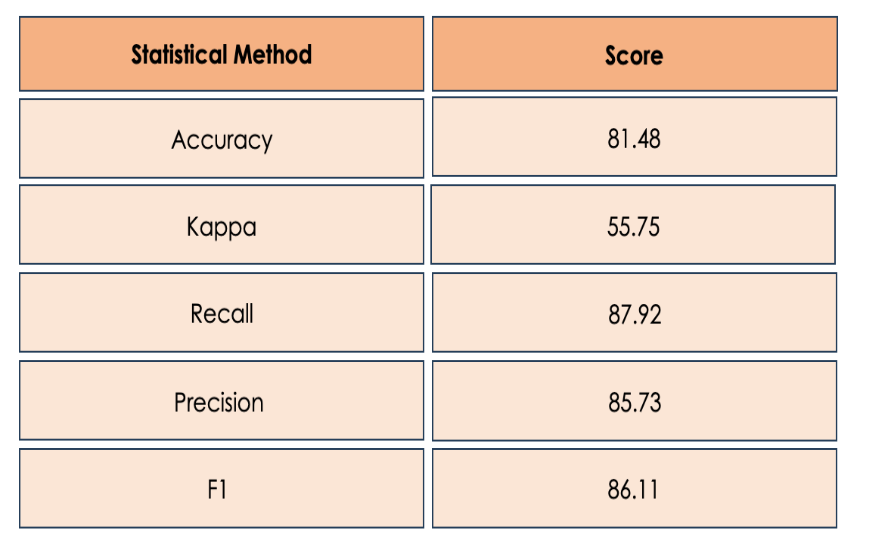 Statistical Method Score
Accuracy 81.48
Kappa 55.75
Recall 87.92
Precision 85.73
F1 86.11